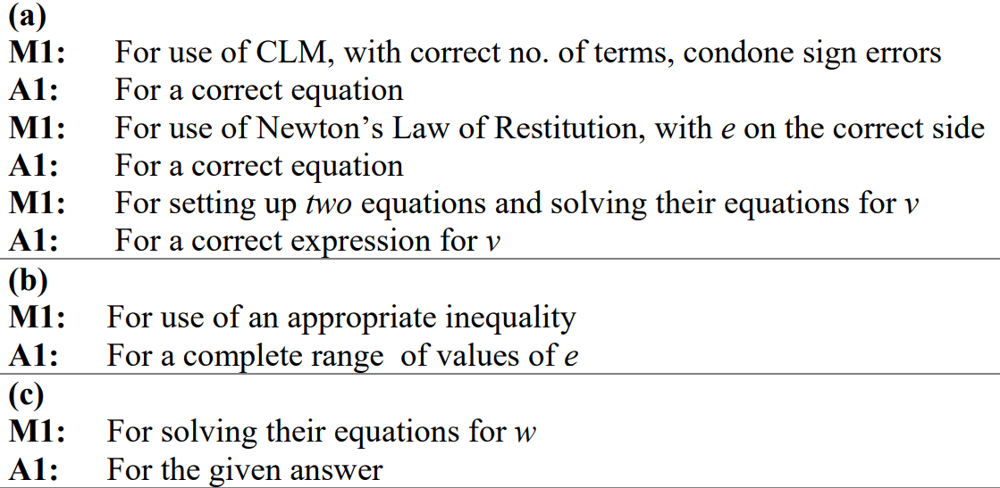 (a)
M1: For use of CLM, with correct no. of terms, condone sign errors
A1: For a correct equation
M1: For use of Newton’s Law of Restitution, with e on the correct side
A1: For a correct equation
M1: For setting up two equations and solving their equations for v
A1: For a correct expression for v
(b)
M1: For use of an appropriate inequality
A1: For a complete range of values of e
(c)
M1: For solving their equations for w
A1: For the given answer